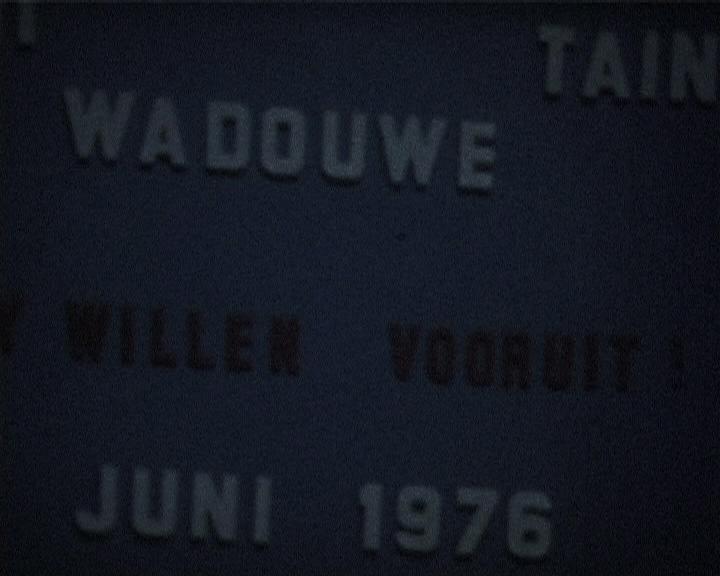 TAIN
WADOUWE
WILLEN VOORUIT !
JUNI 1976